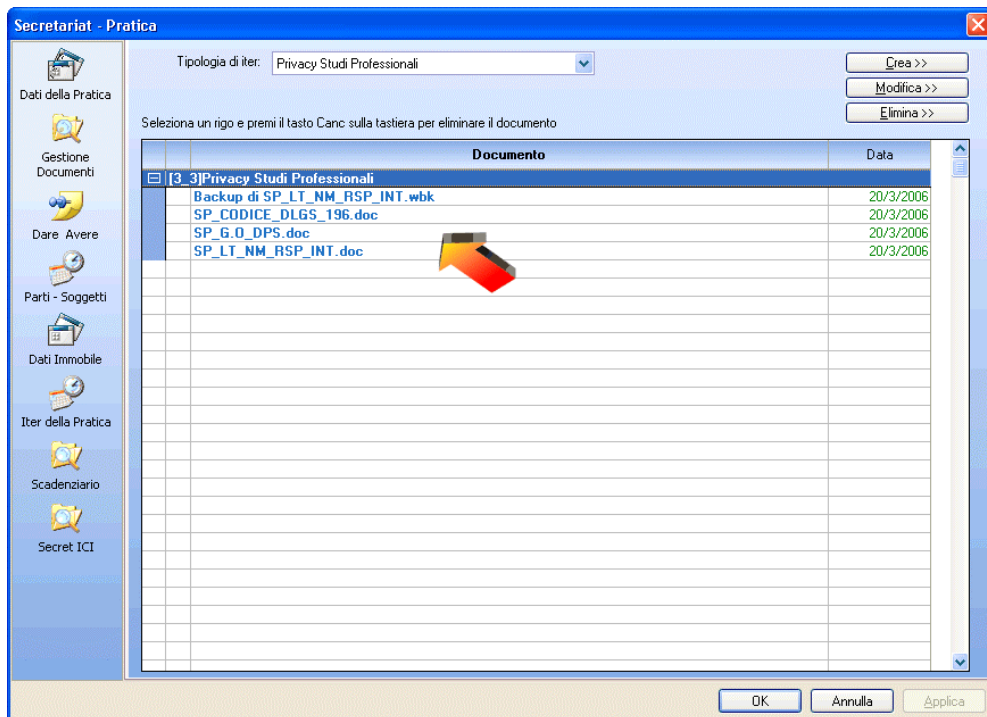 Secretariat - Pratica
Dati della Pratica
Gestione
Documenti
Dare Avere
Parti - Soggetti
Dati Immobile
Iter della Pratica
Scadenziario
Secret ICI
Tipologia di iter: Privacy Studi Professionali
Crea >>
Modifica >>
Elimina >>
Seleziona un rigo e premi il tasto Canc sulla tastiera per eliminare il documento
Documento Data
[3_3]Privacy Studi Professionali
Backup di SP_LT_NM_RSP_INT.wbk 20/3/2006
SP_CODICE_DLGS_196.doc 20/3/2006
SP_G.0_DPS.doc 20/3/2006
SP_LT_NM_RSP_INT.doc 20/3/2006
OK Annulla Applica